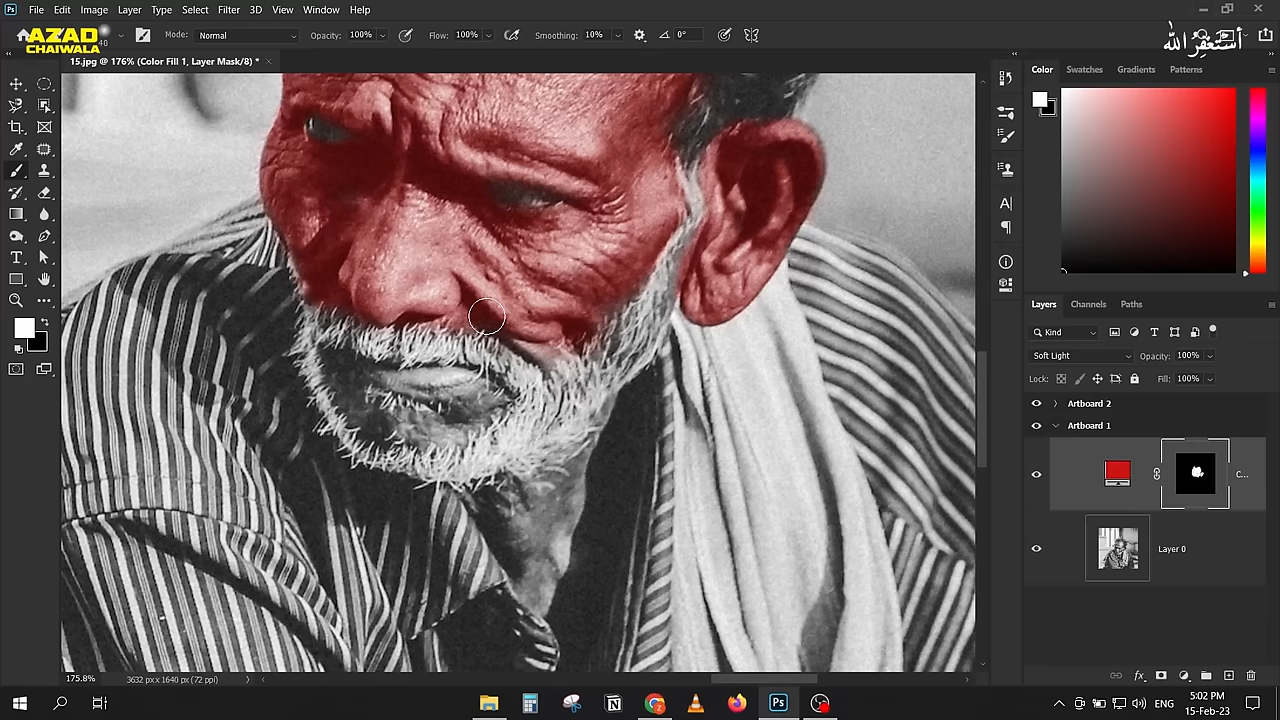 Ps File Edit Image Layer Type Select Filter 3D View Window Help
AZAD
CHAIWALA
40 Mode: Normal Opacity: 100% Flow: 100% Smoothing: 10% 0°
أستغفر الله
15.jpg @ 176% (Color Fill 1, Layer Mask/8) *
Color Swatches Gradients Patterns
Layers Channels Paths
Kind
Soft Light Opacity: 100%
Lock: Fill: 100%
Artboard 2
Artboard 1
C...
Layer 0
175.8% 3632 px x 1640 px (72 ppi)
ENG
5:02 PM
15-Feb-23